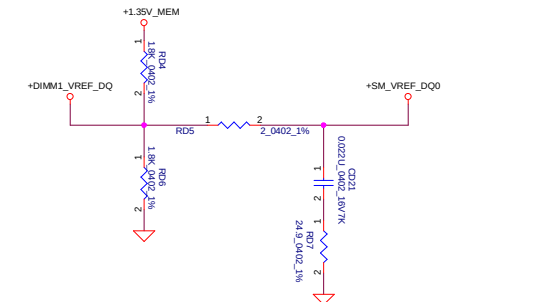 +1.35V_MEM
1
RD4
1.8K_0402_1%
2
+DIMM1_VREF_DQ
+SM_VREF_DQ0
1
2
RD5
2_0402_1%
1
RD6
1.8K_0402_1%
2
1
CD21
0.022U_0402_16V7K
2
1
RD7
24.9_0402_1%
2